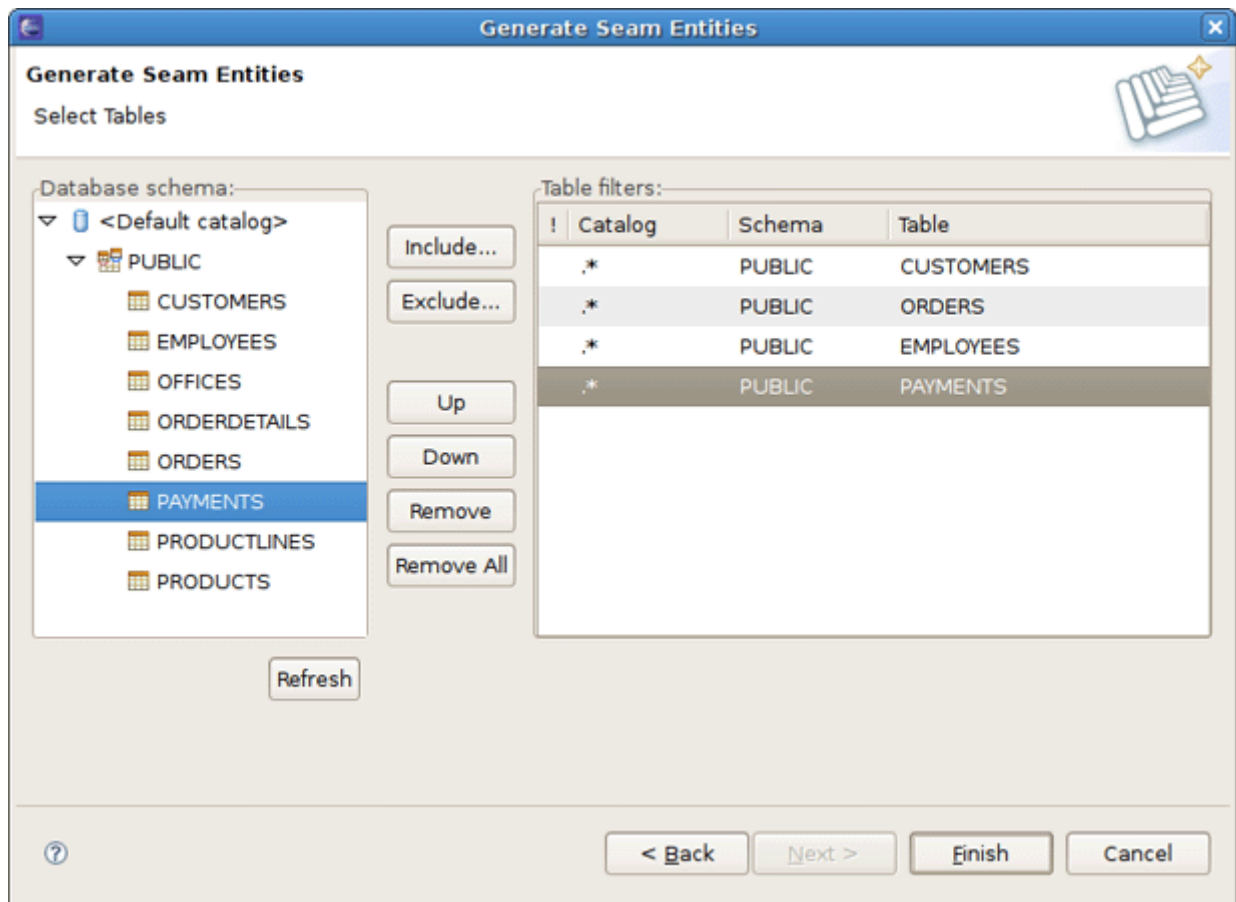 Generate Seam Entities
Generate Seam Entities
Select Tables
Database schema:
<Default catalog>
PUBLIC
CUSTOMERS
EMPLOYEES
OFFICES
ORDERDETAILS
ORDERS
PAYMENTS
PRODUCTLINES
PRODUCTS
Refresh
Include...
Exclude...
Up
Down
Remove
Remove All
Table filters:
! Catalog Schema Table
.* PUBLIC CUSTOMERS
.* PUBLIC ORDERS
.* PUBLIC EMPLOYEES
.* PUBLIC PAYMENTS
?
< Back Next > Finish Cancel